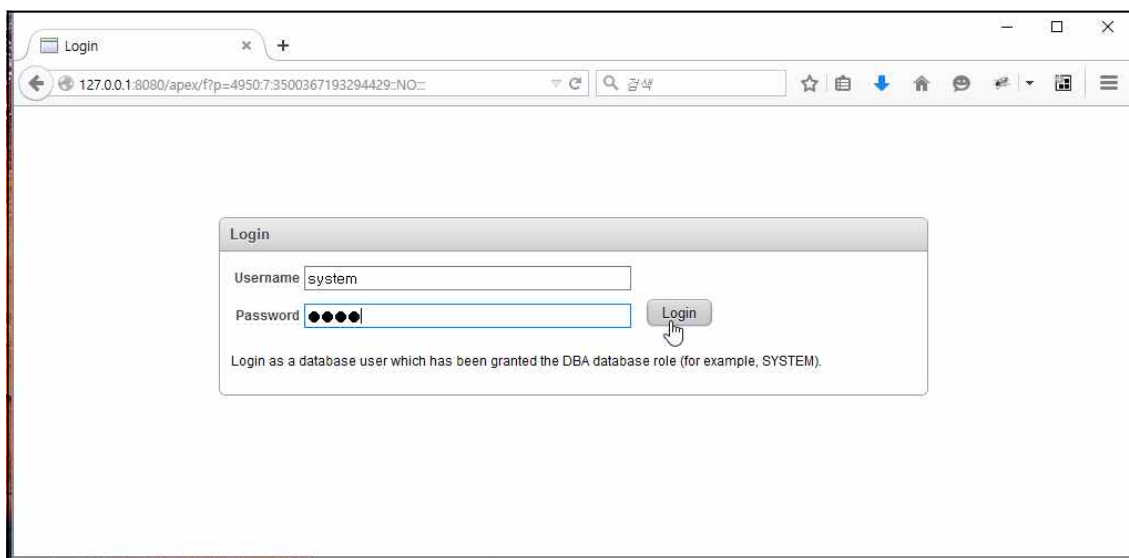 Login
127.0.0.1:8080/apex/f?p=4950:7:3500367193294429::NO:::
검색
Login
Username system
Password ●●●●
Login
Login as a database user which has been granted the DBA database role (for example, SYSTEM).